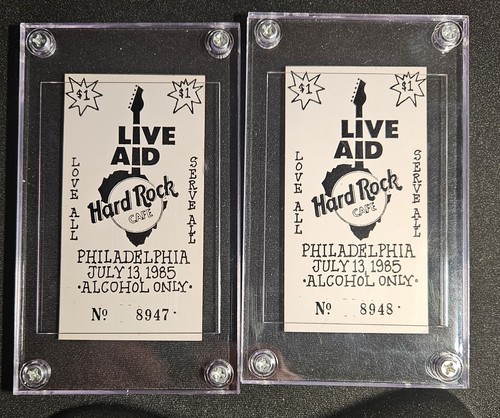 $1 $1
LIVE
AID
LOVE ALL
SERVE ALL
Hard Rock
CAFE
PHILADELPHIA
JULY 13, 1985
·ALCOHOL ONLY·
Nº 8947·
$1 $1
LIVE
AID
LOVE ALL
SERVE ALL
Hard Rock
CAFE
PHILADELPHIA
JULY 13, 1985
·ALCOHOL ONLY·
Nº 8948·